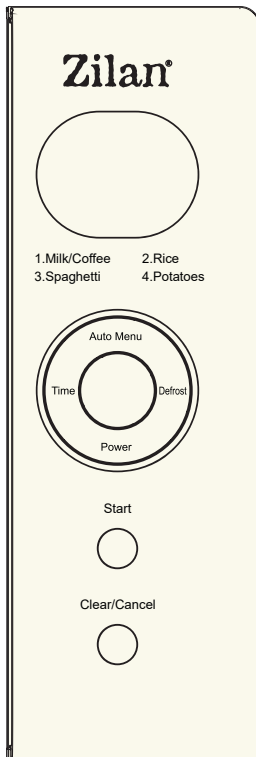 Zilan®
1.Milk/Coffee 2.Rice
3.Spaghetti 4.Potatoes
Auto Menu
Time Defrost
Power
Start
Clear/Cancel